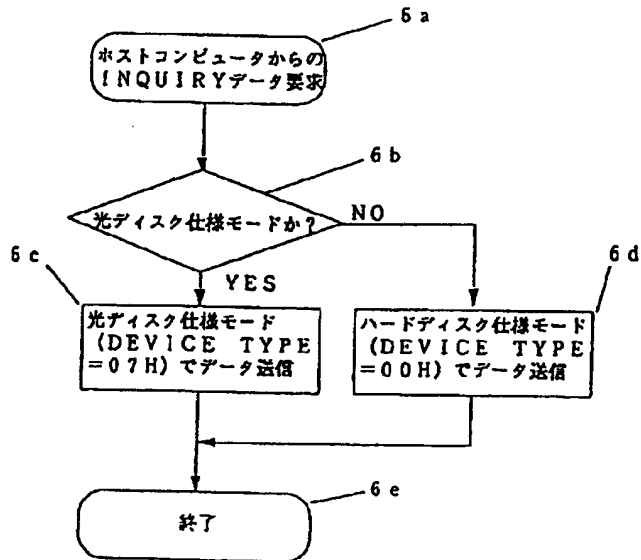 6a
ホストコンピュータからの
INQUIRYデータ要求
6b
光ディスク仕様モードか?
NO
6c
YES
6d
光ディスク仕様モード
(DEVICE TYPE
=07H)でデータ送信
ハードディスク仕様モード
(DEVICE TYPE
=00H)でデータ送信
6e
終了